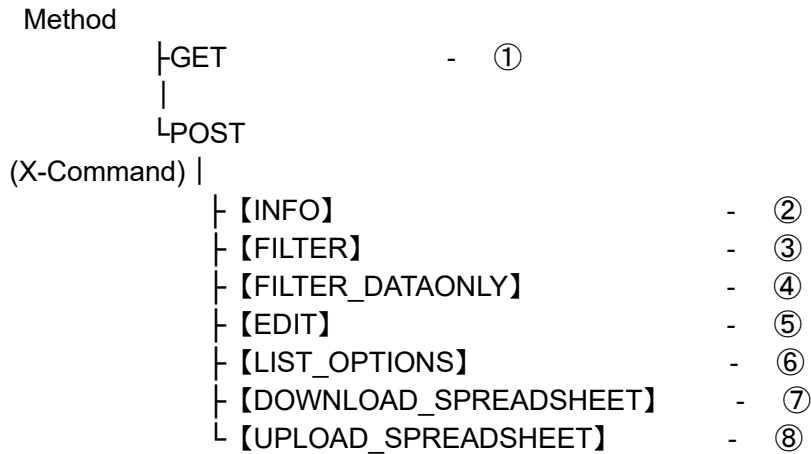 Method
├GET - ①
│
└POST
(X-Command)│
├【INFO】 - ②
├【FILTER】 - ③
├【FILTER_DATAONLY】 - ④
├【EDIT】 - ⑤
├【LIST_OPTIONS】 - ⑥
├【DOWNLOAD_SPREADSHEET】 - ⑦
└【UPLOAD_SPREADSHEET】 - ⑧